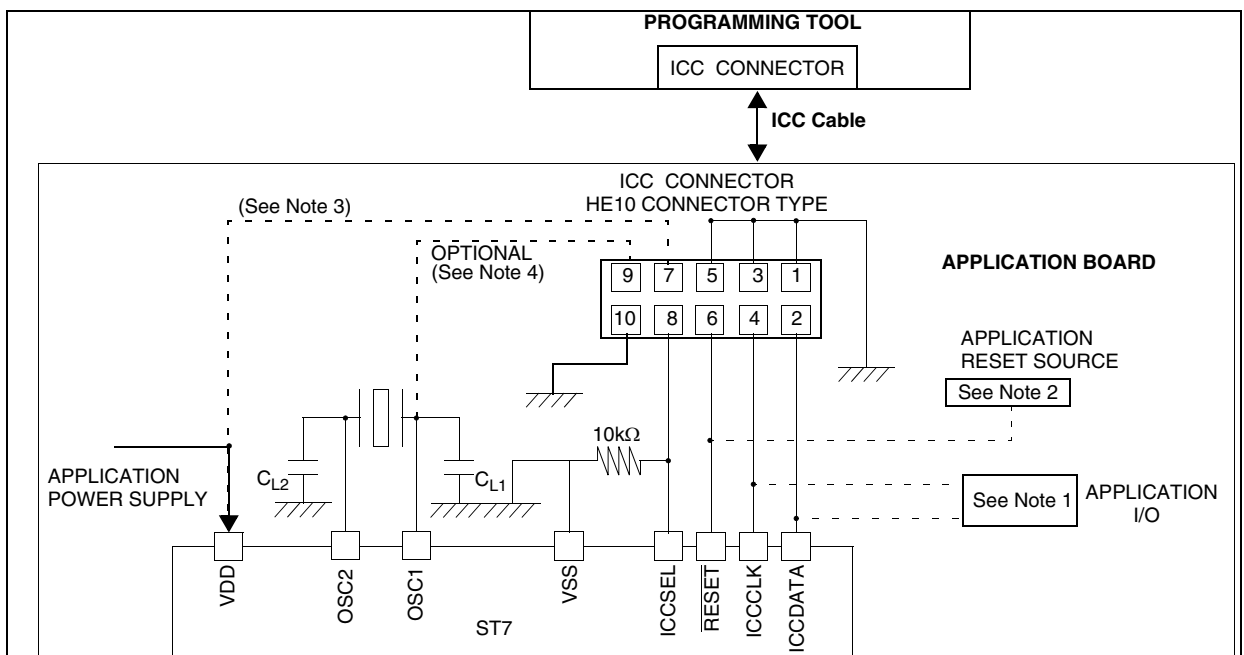 PROGRAMMING TOOL
ICC CONNECTOR
ICC Cable
ICC CONNECTOR
HE10 CONNECTOR TYPE
(See Note 3)
OPTIONAL
(See Note 4)
9 7 5 3 1
10 8 6 4 2
APPLICATION BOARD
APPLICATION
RESET SOURCE
See Note 2
10kΩ
CL2
CL1
APPLICATION
POWER SUPPLY
See Note 1
APPLICATION
I/O
VDD
OSC2
OSC1
VSS
ICCSEL
RESET
ICCCLK
ICCDATA
ST7